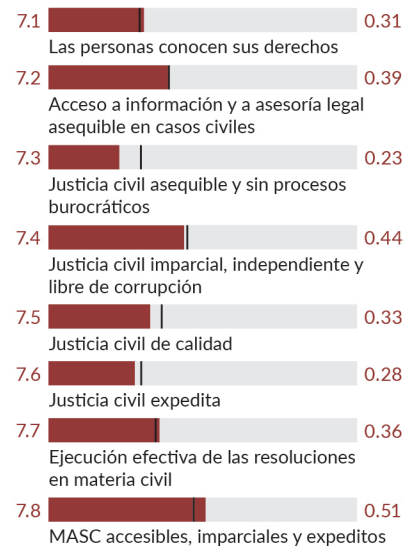 7.1 0.31
Las personas conocen sus derechos
7.2 0.39
Acceso a información y a asesoría legal
asequible en casos civiles
7.3 0.23
Justicia civil asequible y sin procesos
burocráticos
7.4 0.44
Justicia civil imparcial, independiente y
libre de corrupción
7.5 0.33
Justicia civil de calidad
7.6 0.28
Justicia civil expedita
7.7 0.36
Ejecución efectiva de las resoluciones
en materia civil
7.8 0.51
MASC accesibles, imparciales y expeditos